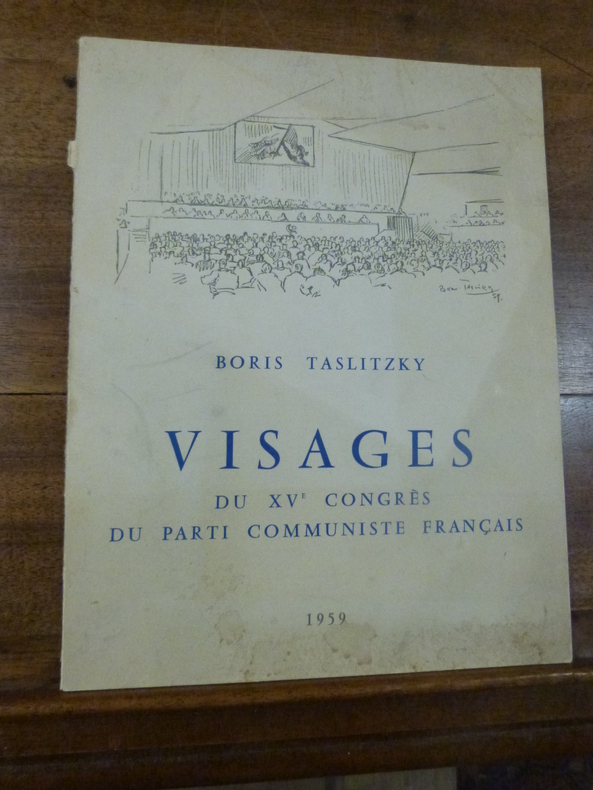 BORIS TASLITZKY
VISAGES
DU XVᴱ CONGRÈS
DU PARTI COMMUNISTE FRANÇAIS
1959